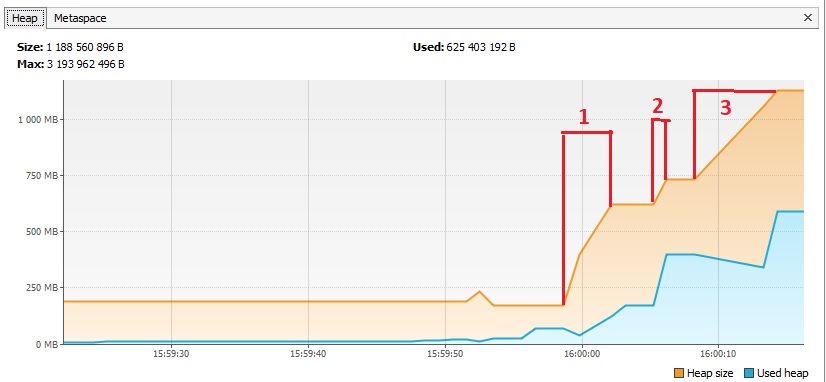 Heap Metaspace ×
Size: 1 188 560 896 B Used: 625 403 192 B
Max: 3 193 962 496 B
1 000 MB
750 MB
500 MB
250 MB
0 MB
1 2 3
15:59:30 15:59:40 15:59:50 16:00:00 16:00:10
Heap size Used heap